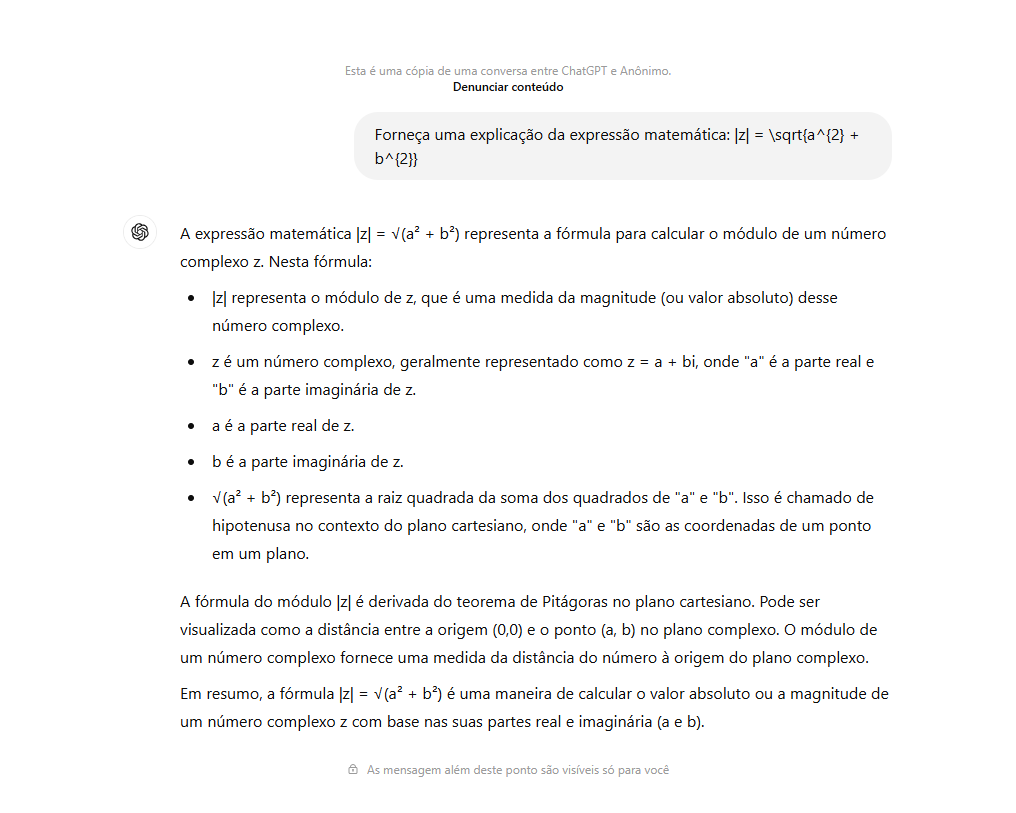 Esta é uma cópia de uma conversa entre ChatGPT e Anônimo.
Denunciar conteúdo
Forneça uma explicação da expressão matemática: |z| = \sqrt{a^{2} +
b^{2}}
A expressão matemática |z| = √(a² + b²) representa a fórmula para calcular o módulo de um número
complexo z. Nesta fórmula:
• |z| representa o módulo de z, que é uma medida da magnitude (ou valor absoluto) desse
número complexo.
• z é um número complexo, geralmente representado como z = a + bi, onde "a" é a parte real e
"b" é a parte imaginária de z.
• a é a parte real de z.
• b é a parte imaginária de z.
• √(a² + b²) representa a raiz quadrada da soma dos quadrados de "a" e "b". Isso é chamado de
hipotenusa no contexto do plano cartesiano, onde "a" e "b" são as coordenadas de um ponto
em um plano.
A fórmula do módulo |z| é derivada do teorema de Pitágoras no plano cartesiano. Pode ser
visualizada como a distância entre a origem (0,0) e o ponto (a, b) no plano complexo. O módulo de
um número complexo fornece uma medida da distância do número à origem do plano complexo.
Em resumo, a fórmula |z| = √(a² + b²) é uma maneira de calcular o valor absoluto ou a magnitude de
um número complexo z com base nas suas partes real e imaginária (a e b).
As mensagem além deste ponto são visíveis só para você